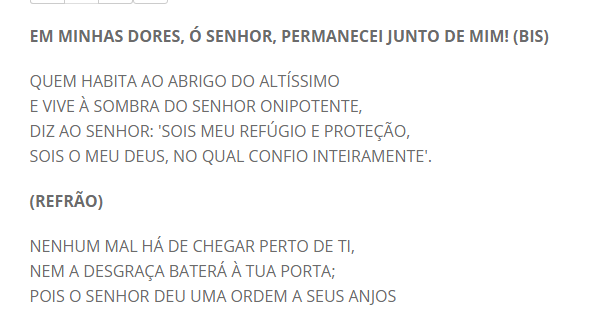 EM MINHAS DORES, Ó SENHOR, PERMANECEI JUNTO DE MIM! (BIS)
QUEM HABITA AO ABRIGO DO ALTÍSSIMO
E VIVE À SOMBRA DO SENHOR ONIPOTENTE,
DIZ AO SENHOR: 'SOIS MEU REFÚGIO E PROTEÇÃO,
SOIS O MEU DEUS, NO QUAL CONFIO INTEIRAMENTE'.
(REFRÃO)
NENHUM MAL HÁ DE CHEGAR PERTO DE TI,
NEM A DESGRAÇA BATERÁ À TUA PORTA;
POIS O SENHOR DEU UMA ORDEM A SEUS ANJOS